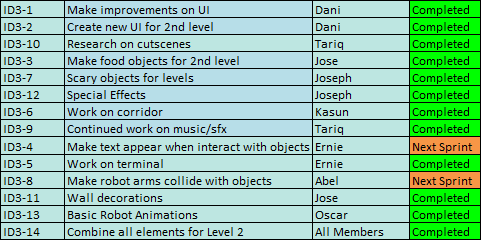 ID3-1 Make improvements on UI Dani Completed
ID3-2 Create new UI for 2nd level Dani Completed
ID3-10 Research on cutscenes Tariq Completed
ID3-3 Make food objects for 2nd level Jose Completed
ID3-7 Scary objects for levels Joseph Completed
ID3-12 Special Effects Joseph Completed
ID3-6 Work on corridor Kasun Completed
ID3-9 Continued work on music/sfx Tariq Completed
ID3-4 Make text appear when interact with objects Ernie Next Sprint
ID3-5 Work on terminal Ernie Completed
ID3-8 Make robot arms collide with objects Abel Next Sprint
ID3-11 Wall decorations Jose Completed
ID3-13 Basic Robot Animations Oscar Completed
ID3-14 Combine all elements for Level 2 All Members Completed